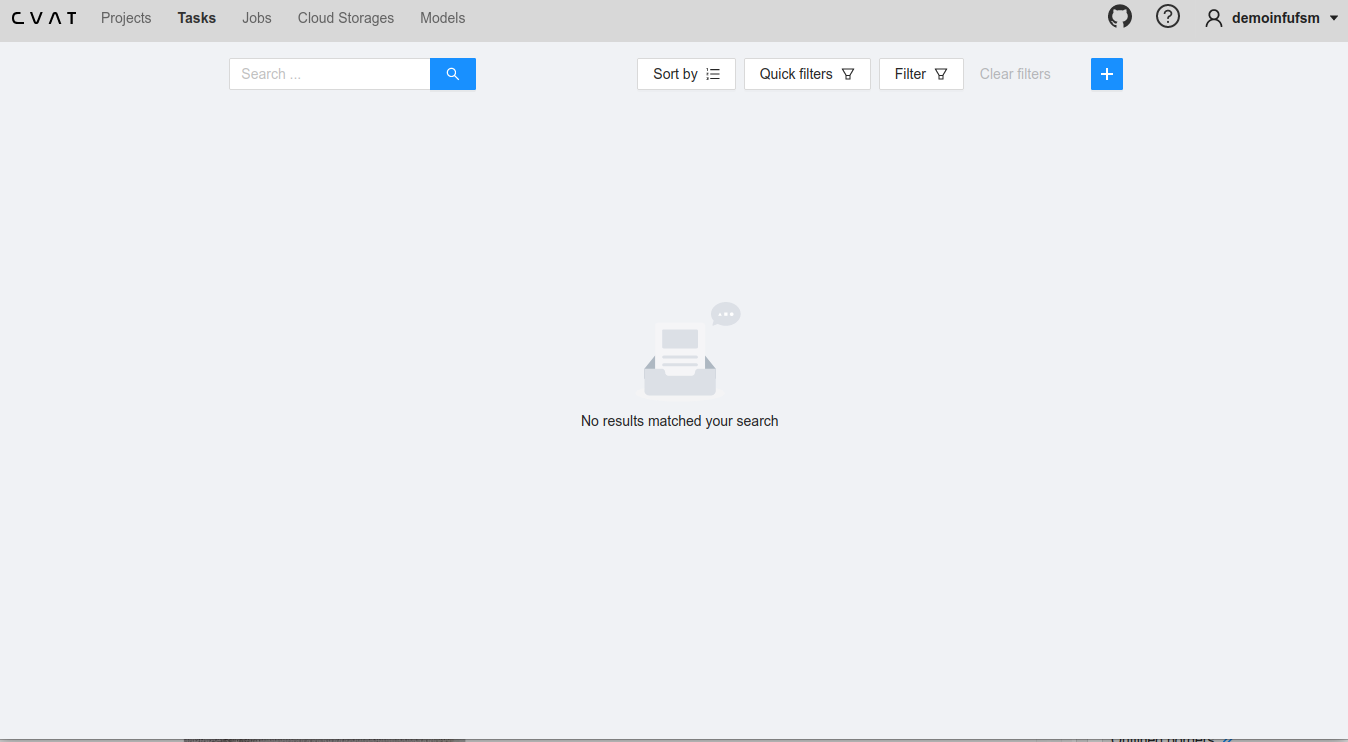 CVAT Projects Tasks Jobs Cloud Storages Models demoinfufsm
Search ... Sort by Quick filters Filter Clear filters
No results matched your search